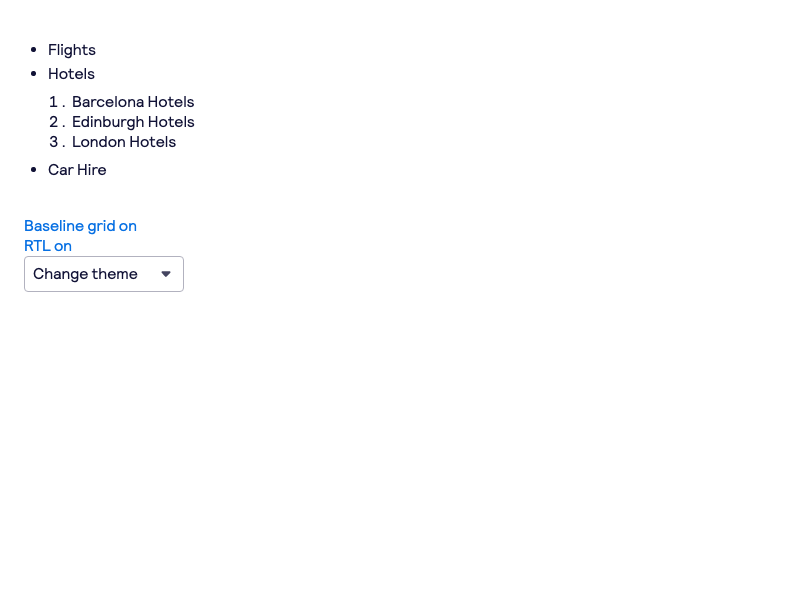 • Flights
• Hotels
1. Barcelona Hotels
2. Edinburgh Hotels
3. London Hotels
• Car Hire
Baseline grid on
RTL on
Change theme